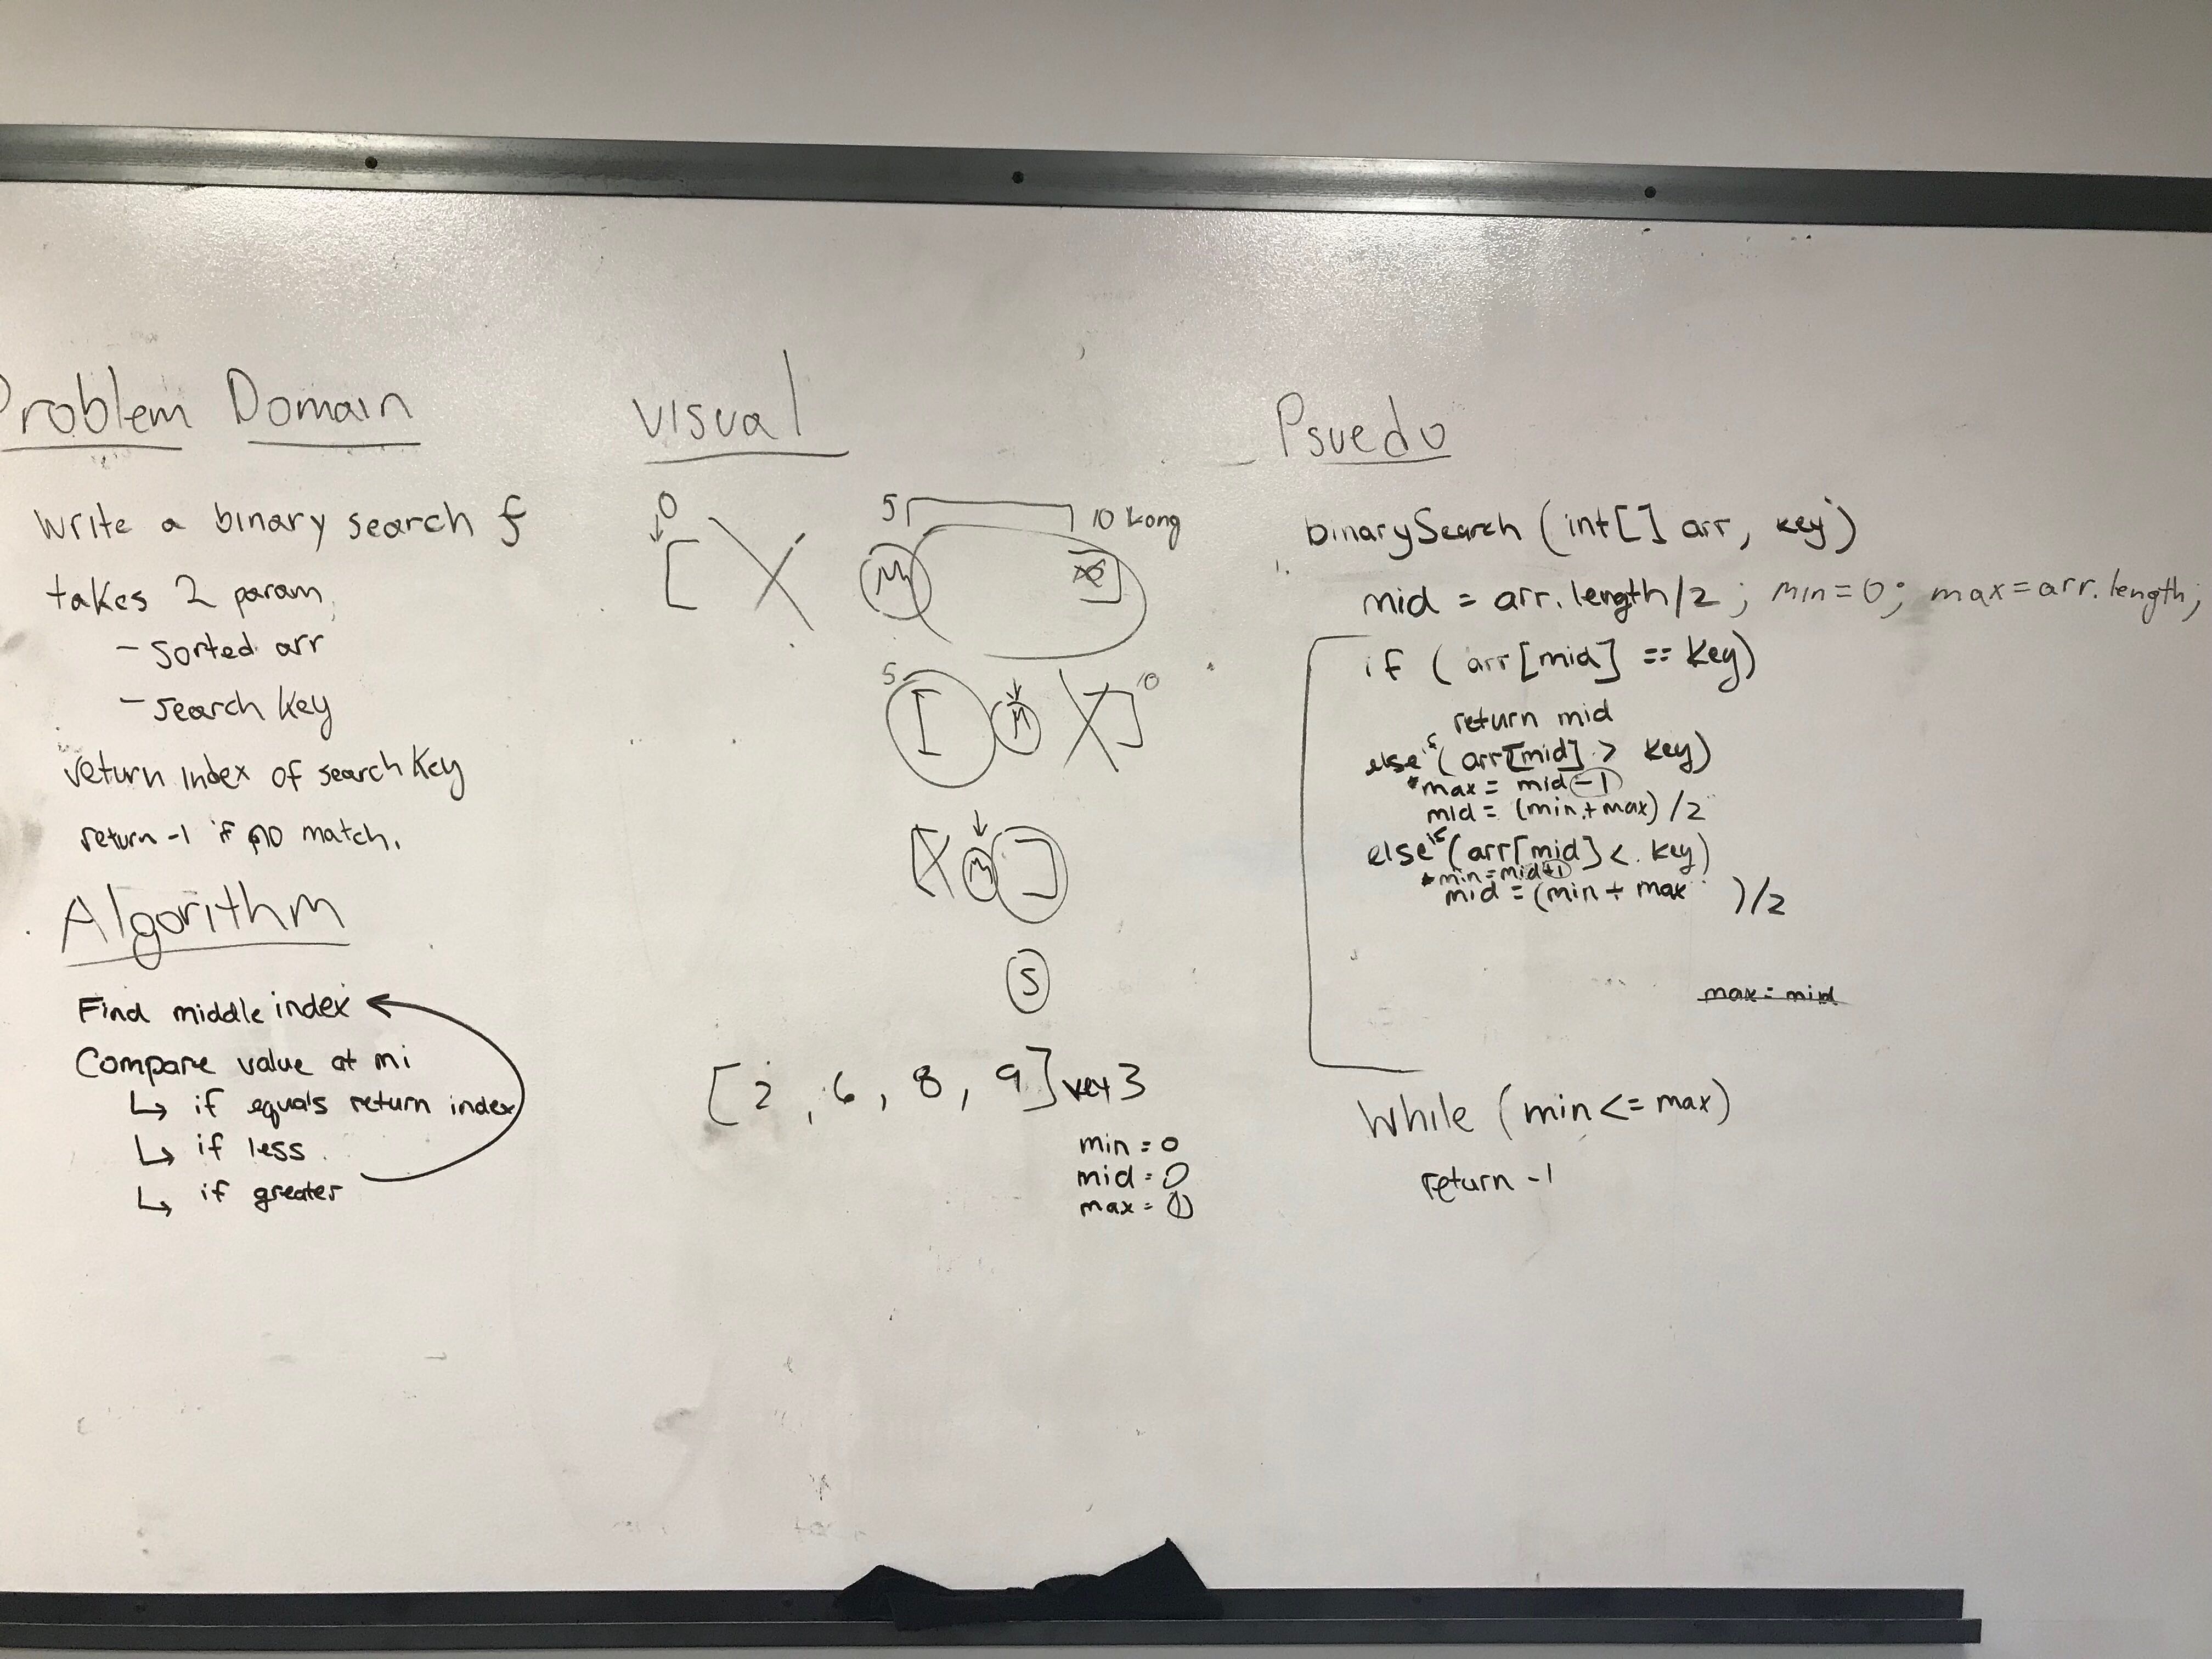 Problem Domain
Write a binary search f
takes 2 param
- Sorted arr
- Search Key
return index of search Key
return -1 if no match.
Algorithm
Find middle index
Compare value at mi
↳ if equals return index
↳ if less
↳ if greater
Visual
0
5
10
[ X M ]
5
10
[ M X ]
[ X M ]
5
[2, 6, 8, 9] key 3
min = 0
mid = 0
max = 0
Psuedo
binarySearch (int[] arr, key)
mid = arr.length/2; min=0; max=arr.length;
if (arr[mid] == key)
return mid
else if (arr[mid] > key)
*max = mid -1
mid = (min + max) /2
else if (arr[mid] < key)
*min = mid+1
mid = (min + max )/2
max = mid
While (min <= max)
return -1